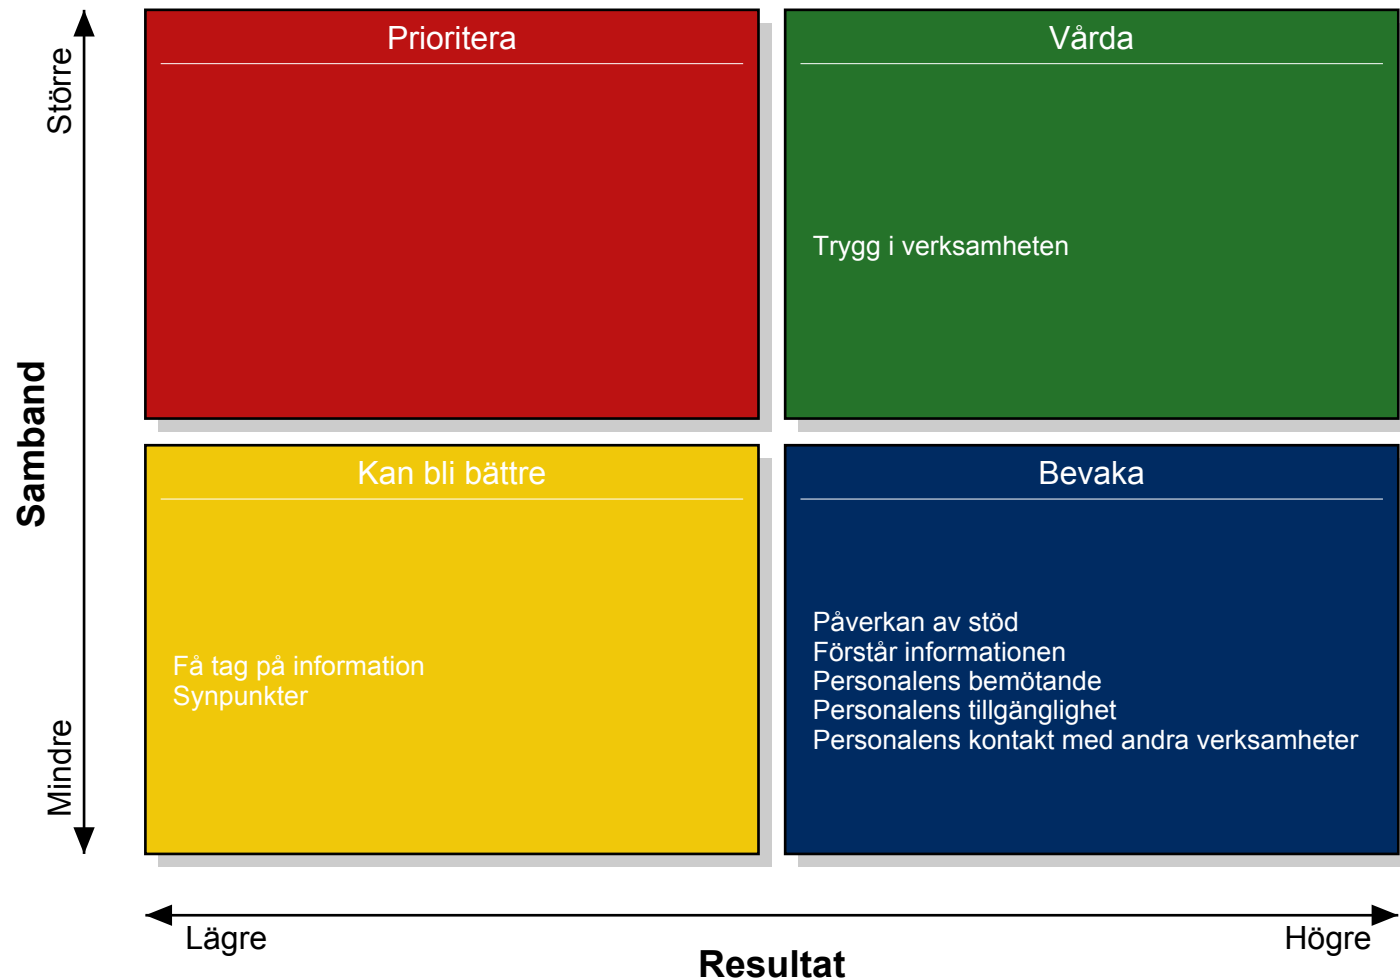 Större
Samband
Mindre
Prioritera
Vårda
Trygg i verksamheten
Kan bli bättre
Få tag på information
Synpunkter
Bevaka
Påverkan av stöd
Förstår informationen
Personalens bemötande
Personalens tillgänglighet
Personalens kontakt med andra verksamheter
Lägre
Högre
Resultat